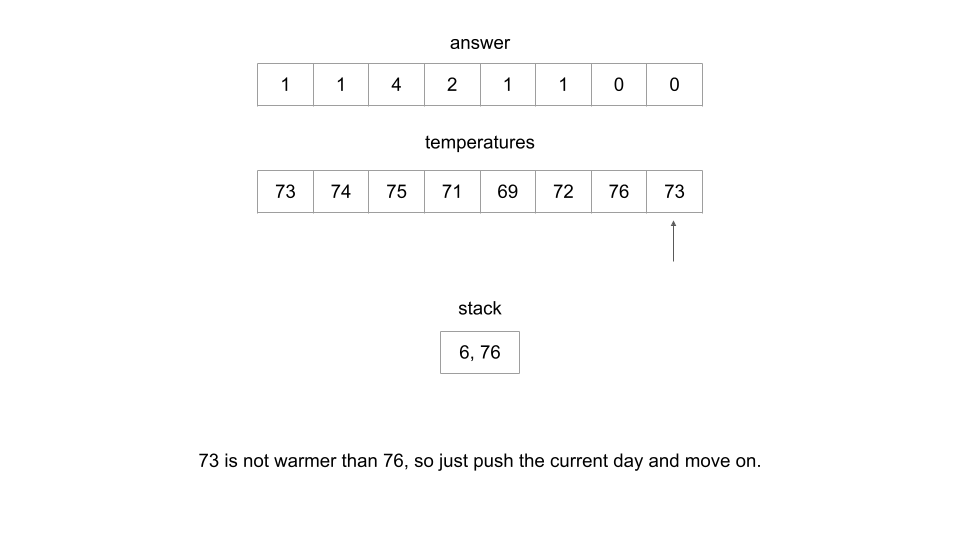 answer
1 1 4 2 1 1 0 0
temperatures
73 74 75 71 69 72 76 73
stack
6, 76
73 is not warmer than 76, so just push the current day and move on.